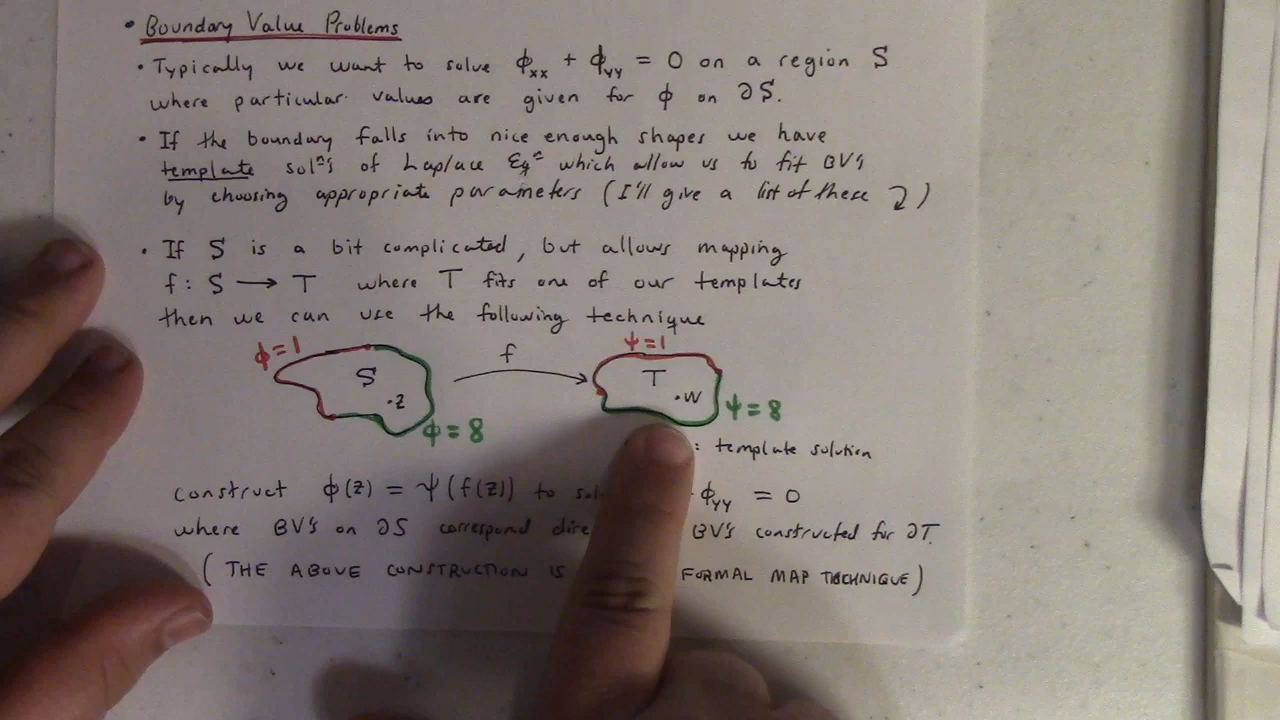 • Boundary Value Problems
• Typically we want to solve ϕxx + ϕyy = 0 on a region S
where particular values are given for ϕ on ∂S.
• If the boundary falls into nice enough shapes we have
template solⁿ's of Laplace Eqⁿ which allow us to fit BV's
by choosing appropriate parameters (I'll give a list of these ⤵)
• If S is a bit complicated, but allows mapping
f: S → T where T fits one of our templates
then we can use the following technique
ϕ=1 f ψ=1
S T
•z •w
ϕ=8 ψ=8
: template solution
Construct ϕ(z) = ψ(f(z)) to ϕyy = 0
where BV's on ∂S correspond BV's constructed for ∂T.
(THE ABOVE CONSTRUCTION IS MAP TECHNIQUE)